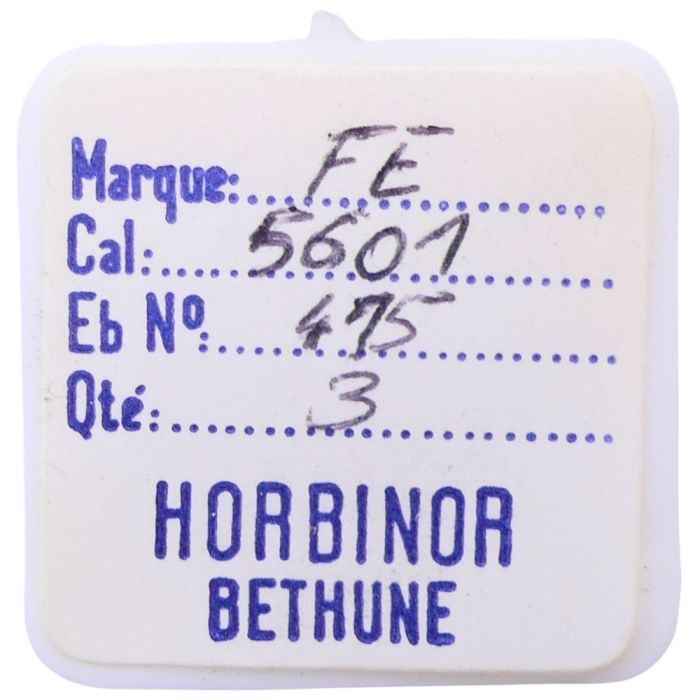 Marque: FE
Cal: 5601
Eb Nº: 475
Qté: 3
HORBINOR
BETHUNE